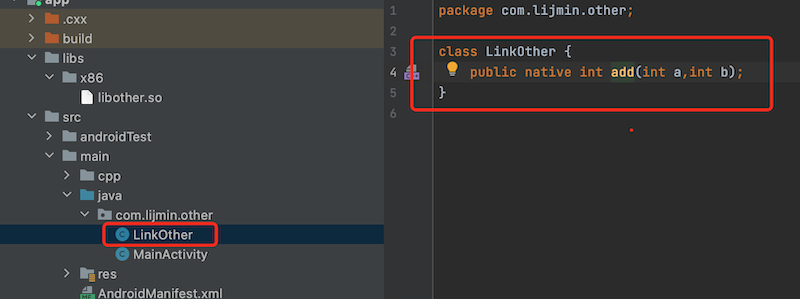 app
.cxx
build
libs
x86
libother.so
src
androidTest
main
cpp
java
com.lijmin.other
LinkOther
MainActivity
res
AndroidManifest.xml
1 package com.lijmin.other;
2
3 class LinkOther {
4 public native int add(int a,int b);
5 }
6